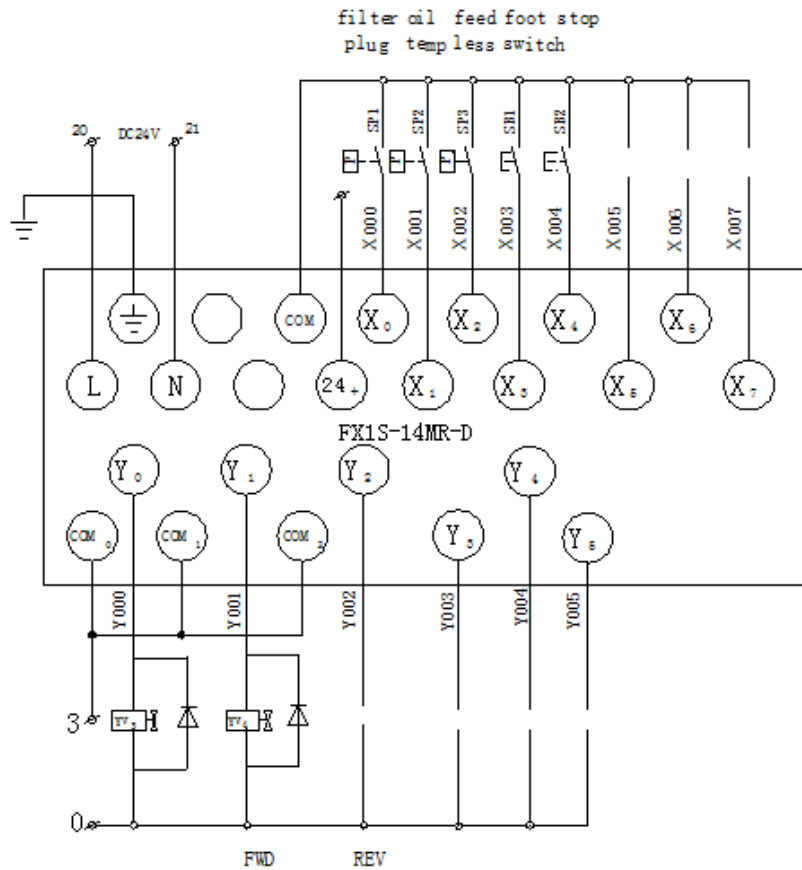 filter oil feed foot stop
plug temp less switch
20 DC24V 21
SP1 SP2 SP3 SB1 SB2
P P P
X000 X001 X002 X003 X004 X005 X006 X007
COM X0 X2 X4 X6
L N 24+ X1 X3 X5 X7
FX1S-14MR-D
Y0 Y1 Y2 Y4
COM0 COM1 COM2 Y3 Y5
Y000 Y001 Y002 Y003 Y004 Y005
3
0
FWD REV